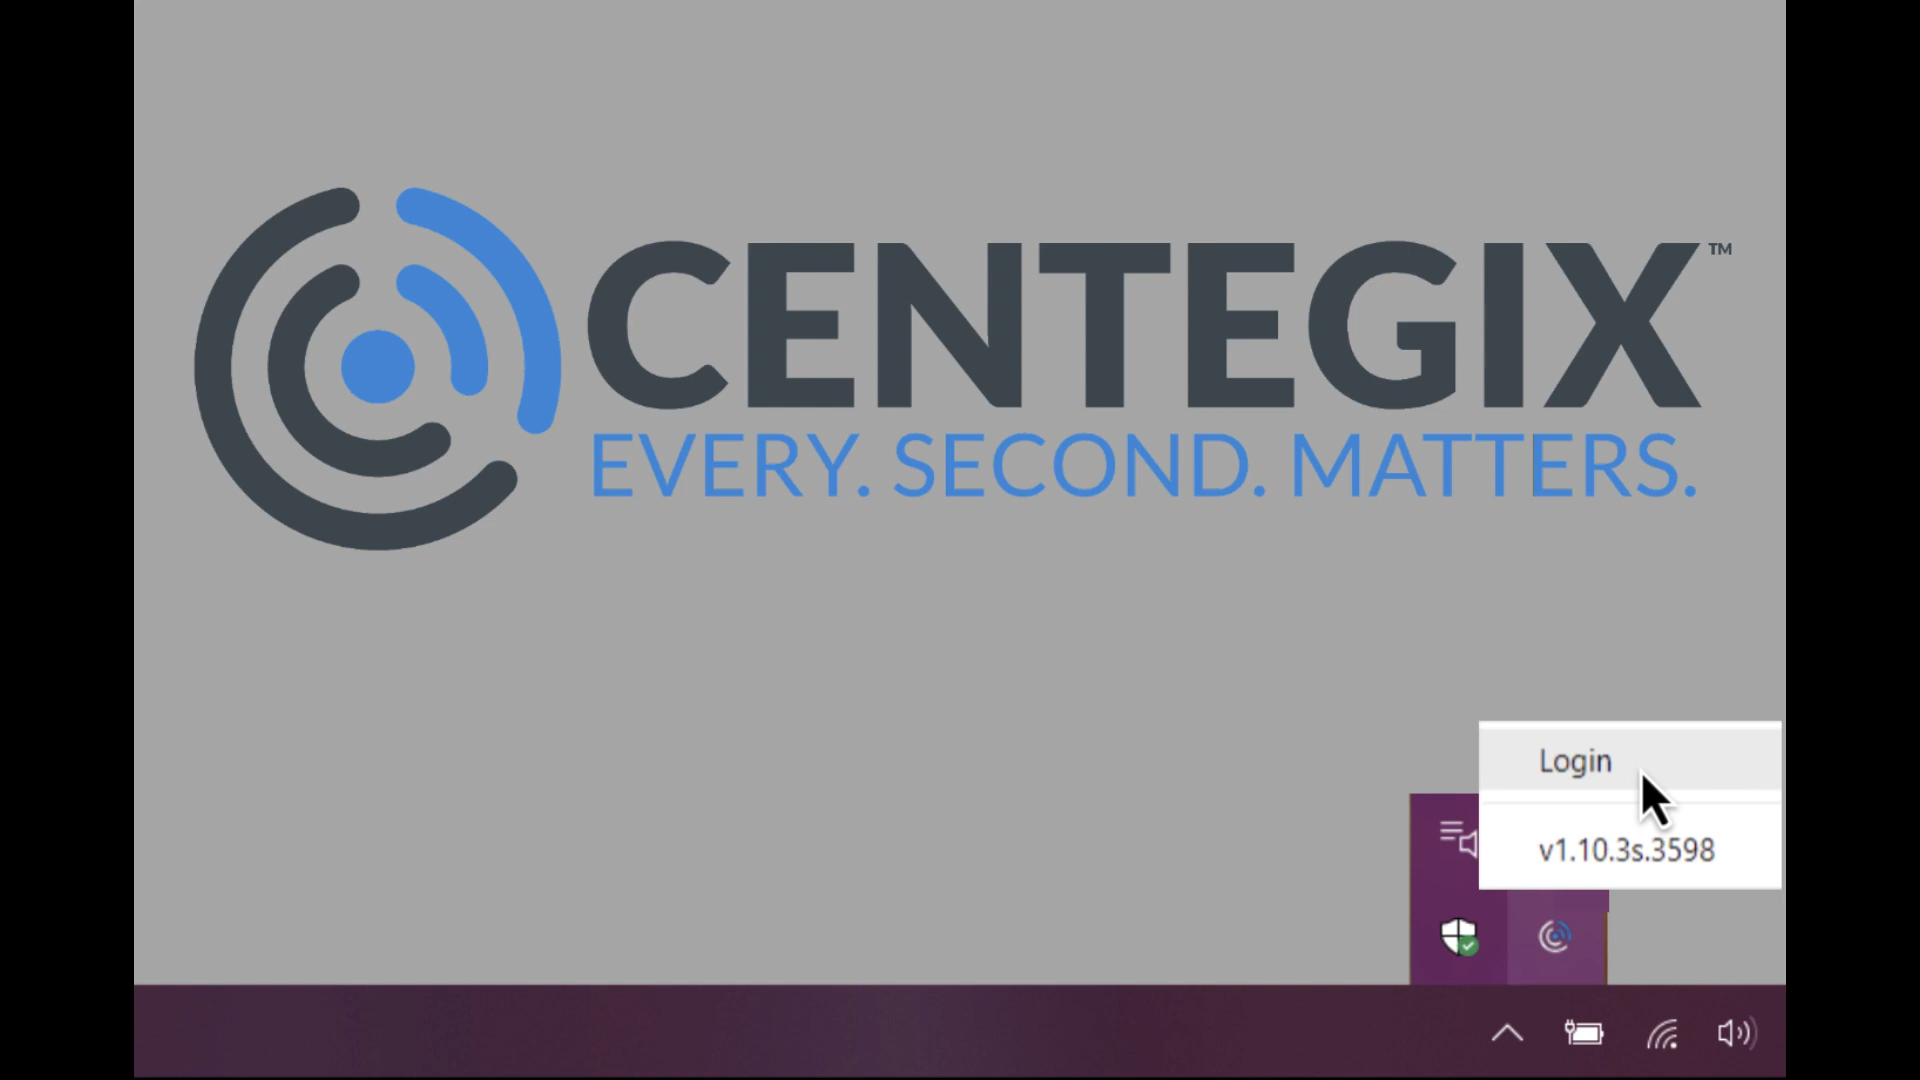 CENTEGIX™
EVERY. SECOND. MATTERS.
Login
v1.10.3s.3598